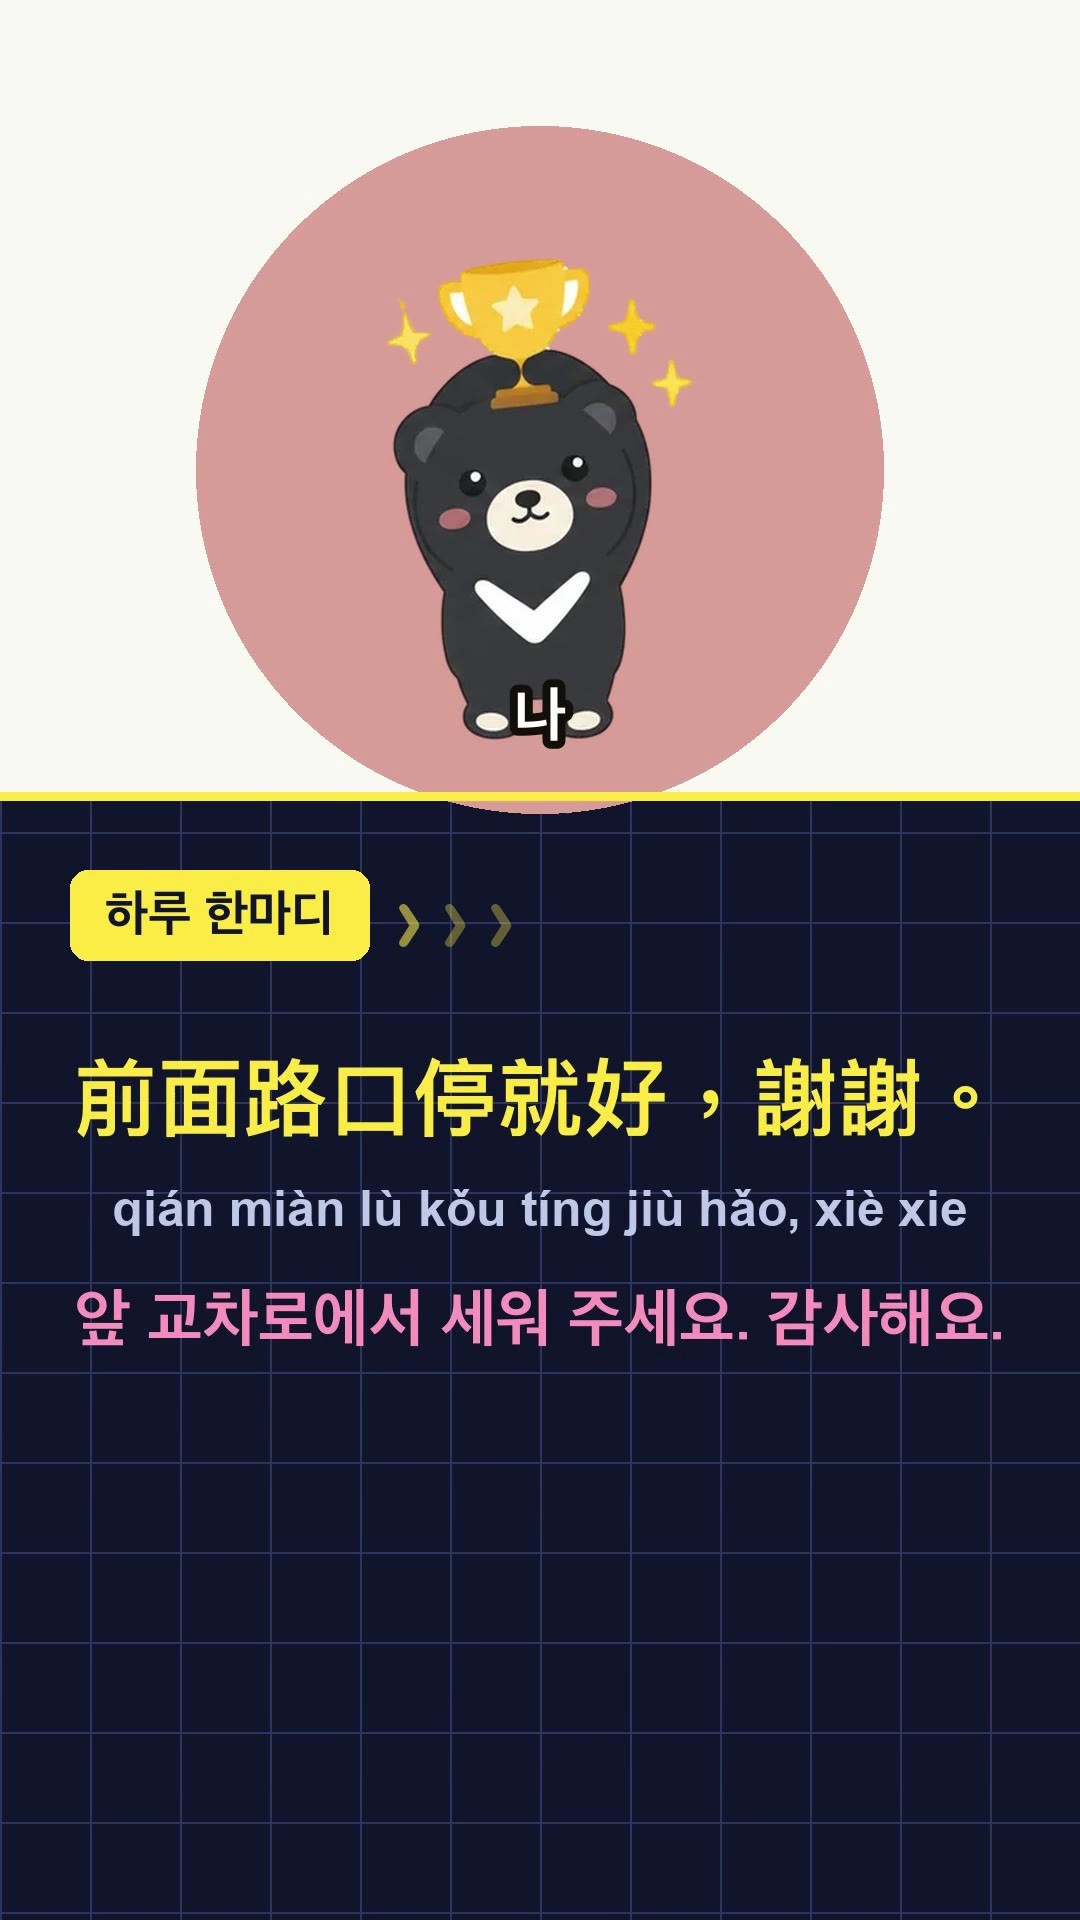 나
하루 한마디
前面路口停就好，謝謝。
qián miàn lù kǒu tíng jiù hǎo, xiè xie
앞 교차로에서 세워 주세요. 감사해요.